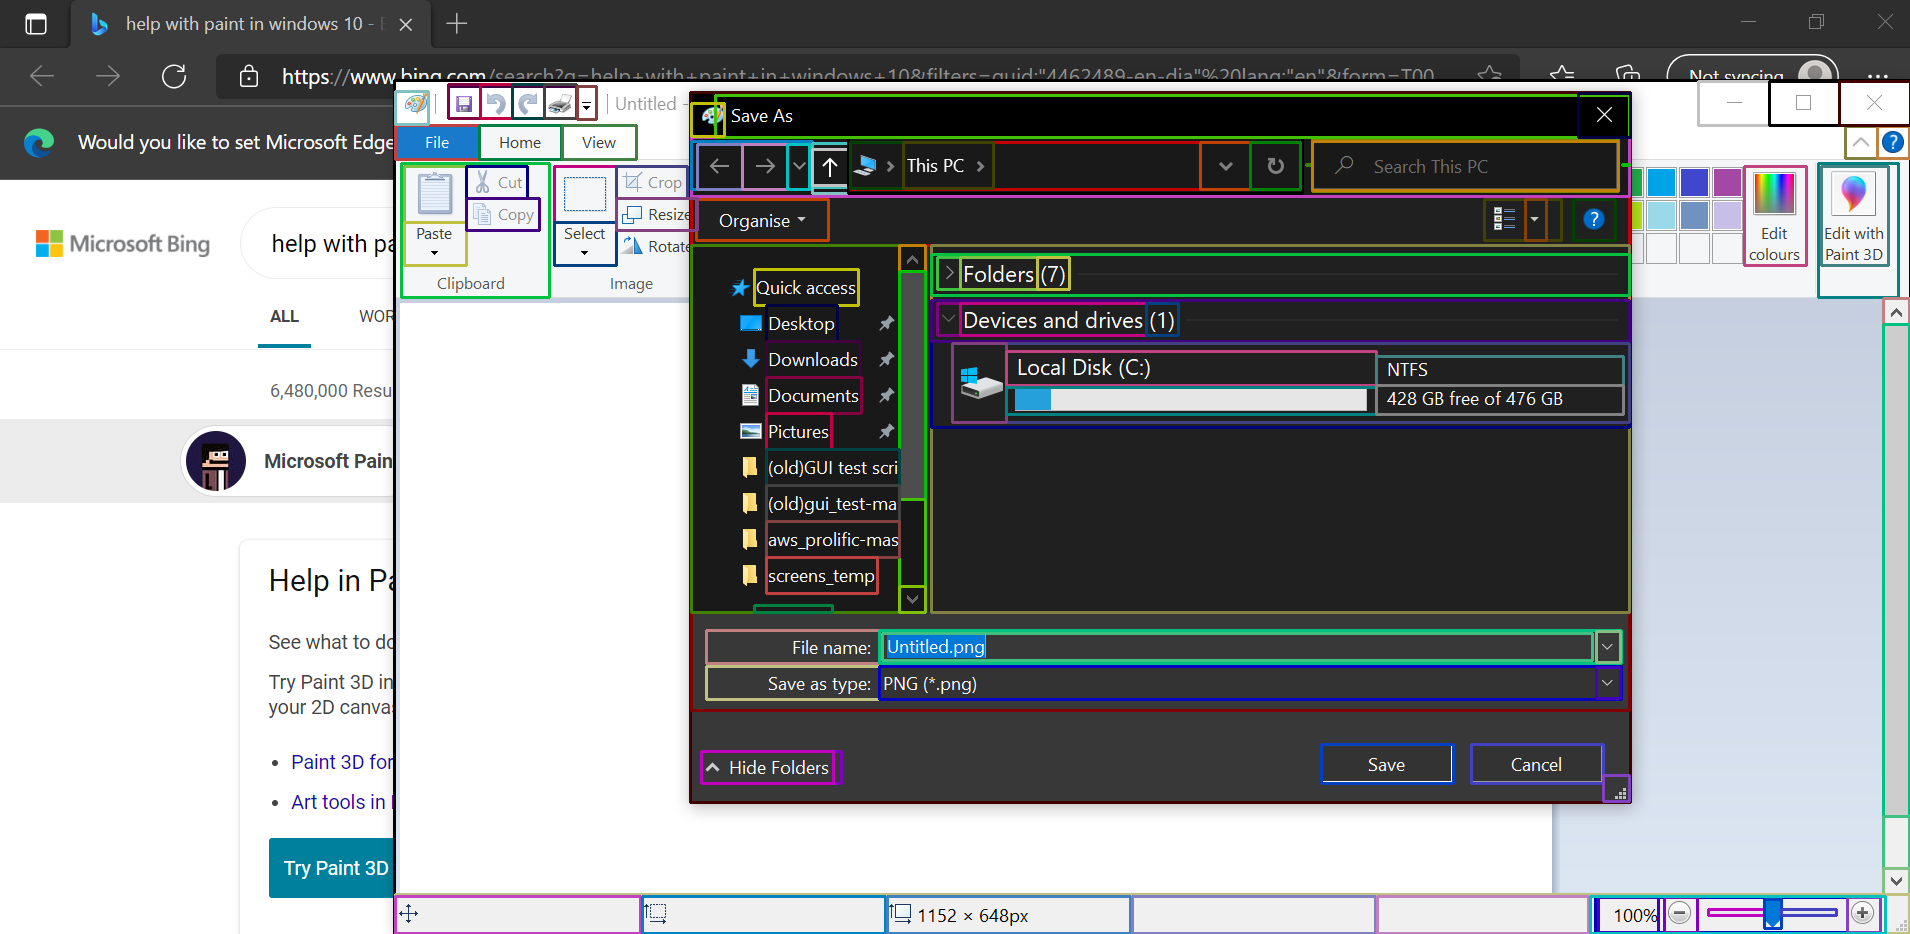 help with paint in windows 10 -
https://www.bing.com/search?q=help+with+paint+in+windows+10&filters=guid:"4462489-en-dia"%20lang:"en"&form=T00
Not syncing
Would you like to set Microsoft Edge
Untitled -
File
Home
View
Paste
Cut
Copy
Clipboard
Select
Crop
Resize
Rotate
Image
Edit colours
Edit with Paint 3D
Save As
This PC
Search This PC
Organise
Quick access
Desktop
Downloads
Documents
Pictures
(old)GUI test scri
(old)gui_test-ma
aws_prolific-mas
screens_temp
Folders (7)
Devices and drives (1)
Local Disk (C:)
NTFS
428 GB free of 476 GB
File name:
Untitled.png
Save as type:
PNG (*.png)
Hide Folders
Save
Cancel
Microsoft Bing
help with pa
ALL
WOR
6,480,000 Resu
Microsoft Pain
Help in Pa
See what to do
Try Paint 3D in
your 2D canvas
Paint 3D for
Art tools in
Try Paint 3D
1152 × 648px
100%